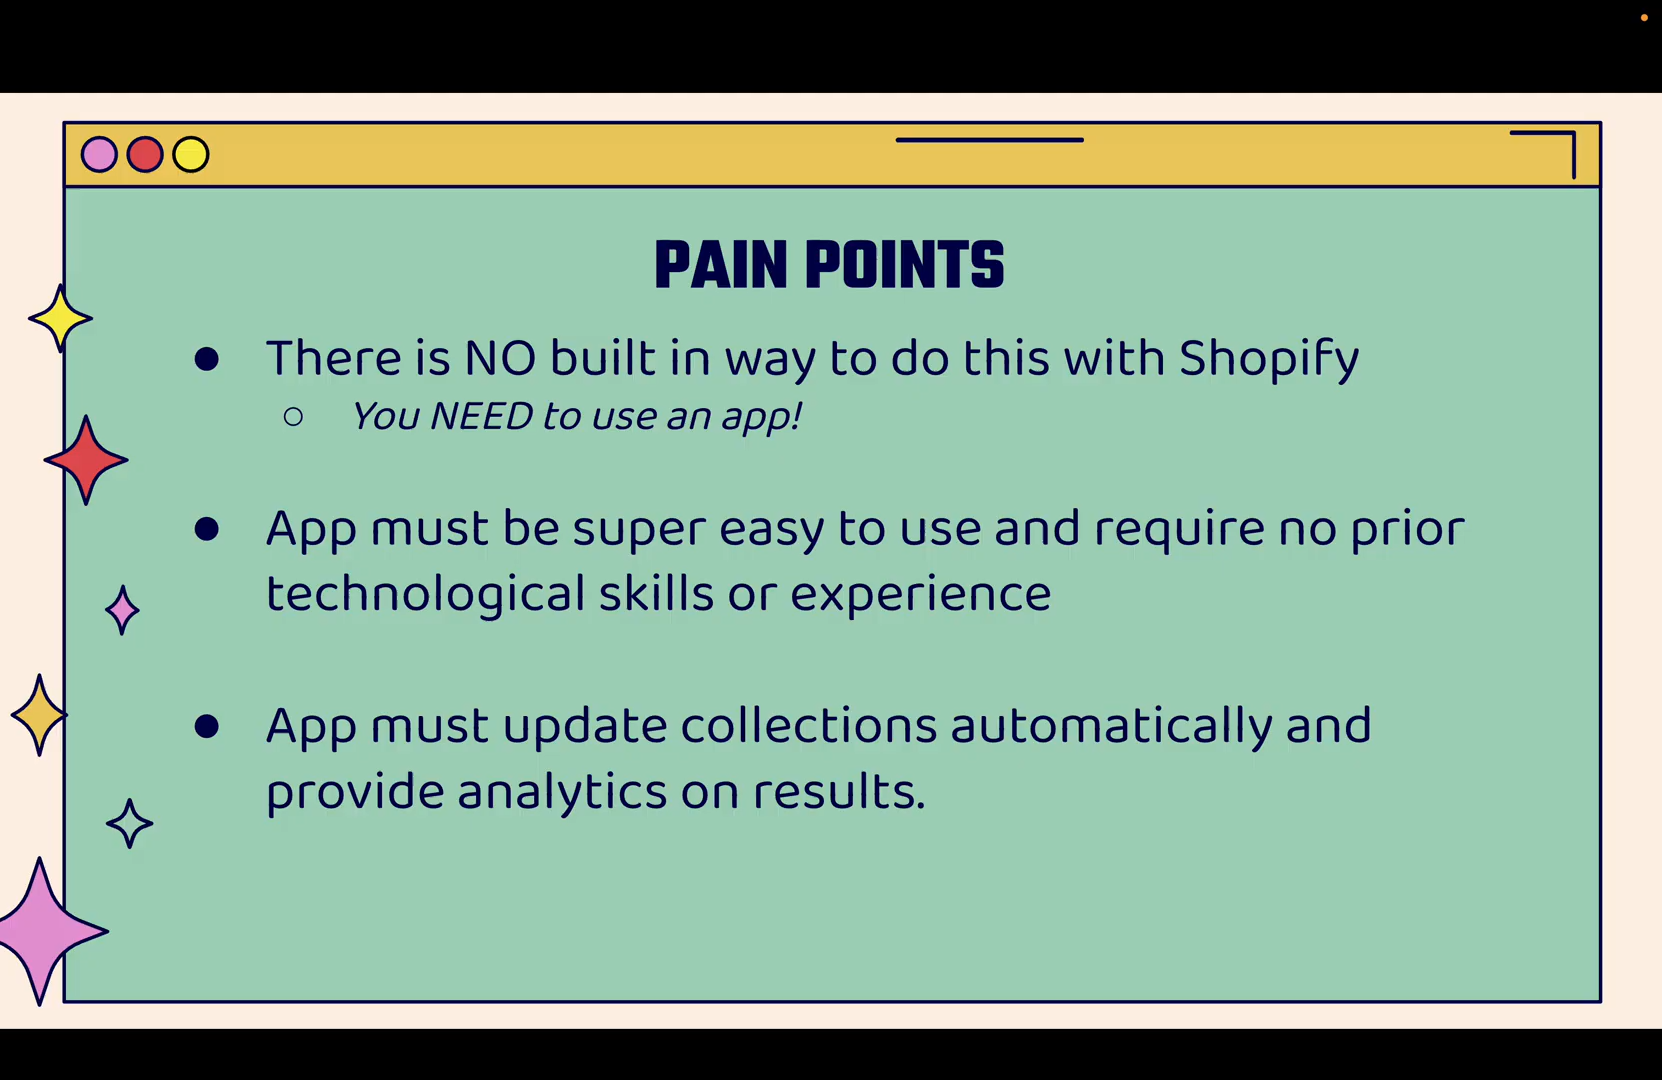 PAIN POINTS
● There is NO built in way to do this with Shopify
○ You NEED to use an app!
● App must be super easy to use and require no prior
technological skills or experience
● App must update collections automatically and
provide analytics on results.